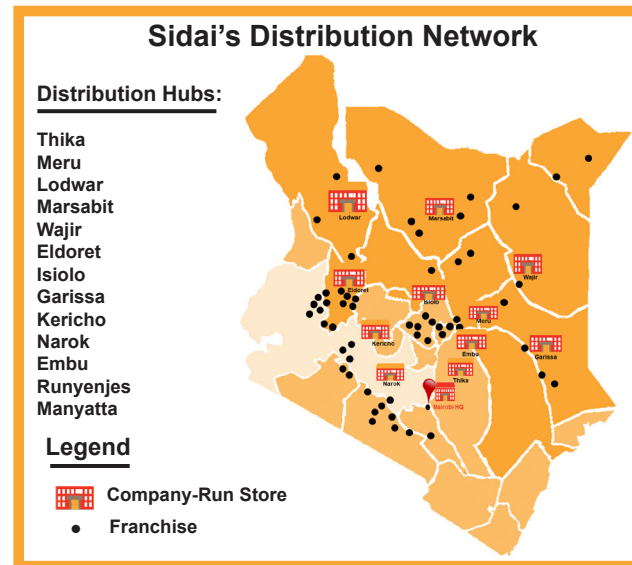 Sidai's Distribution Network
Distribution Hubs:
Thika
Meru
Lodwar
Marsabit
Wajir
Eldoret
Isiolo
Garissa
Kericho
Narok
Embu
Runyenjes
Manyatta
Legend
Company-Run Store
Franchise
Lodwar
Marsabit
Wajir
Eldoret
Isiolo
Meru
Kericho
Embu
Garissa
Narok
Thika
Nairobi HQ